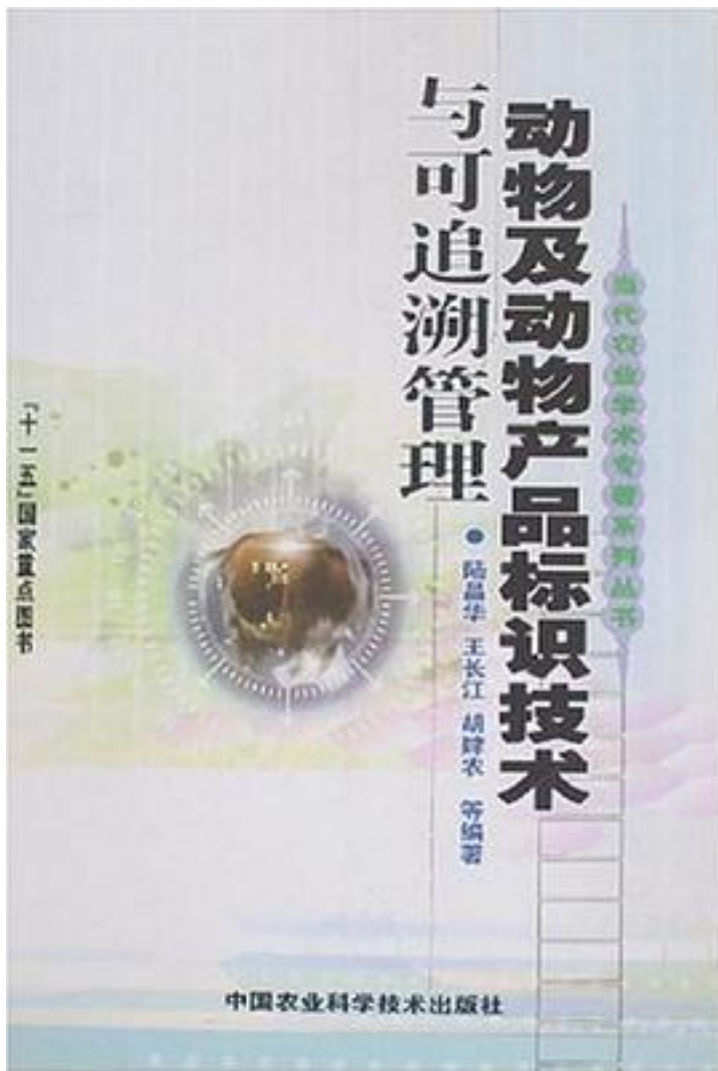 当代农业学术专著系列丛书
动物及动物产品标识技术
与可追溯管理
●陆昌华 王长江 胡肄农 等编著
「十一五」国家重点图书
中国农业科学技术出版社